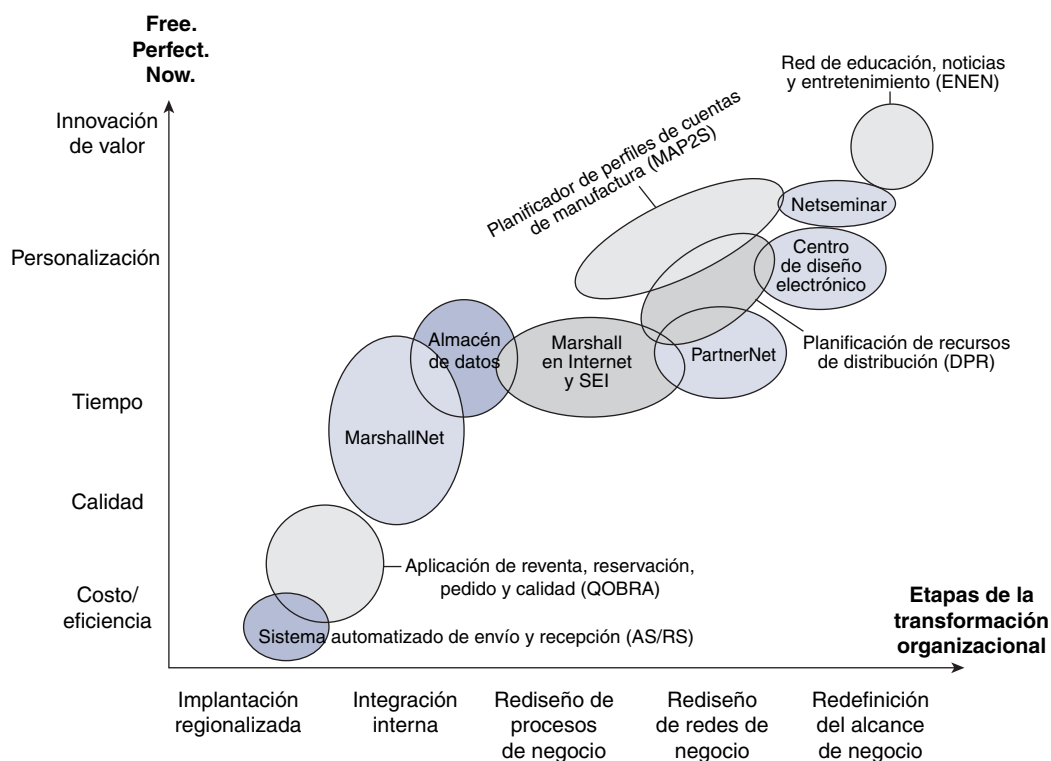 Free.
Perfect.
Now.
Innovación
de valor
Personalización
Tiempo
Calidad
Costo/
eficiencia
Red de educación, noticias
y entretenimiento (ENEN)
Planificador de perfiles de cuentas
de manufactura (MAP2S)
Netseminar
Centro
de diseño
electrónico
Planificación de recursos
de distribución (DPR)
PartnerNet
Marshall
en Internet
y SEI
Almacén
de datos
MarshallNet
Aplicación de reventa, reservación,
pedido y calidad (QOBRA)
Sistema automatizado de envío y recepción (AS/RS)
Etapas de la
transformación
organizacional
Implantación
regionalizada
Integración
interna
Rediseño de
procesos
de negocio
Rediseño
de redes de
negocio
Redefinición
del alcance
de negocio